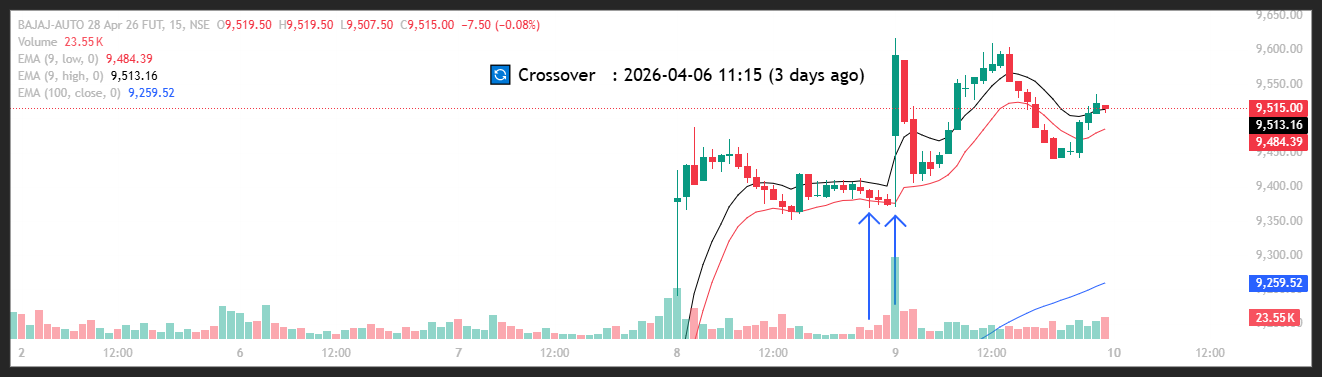 BAJAJ-AUTO 28 Apr 26 FUT, 15, NSE O9,519.50 H9,519.50 L9,507.50 C9,515.00 −7.50 (−0.08%)
Volume 23.55K
EMA (9, low, 0) 9,484.39
EMA (9, high, 0) 9,513.16
EMA (100, close, 0) 9,259.52
Crossover : 2026-04-06 11:15 (3 days ago)
9,650.00
9,600.00
9,550.00
9,515.00
9,513.16
9,484.39
9,450.00
9,400.00
9,350.00
9,300.00
9,259.52
23.55K
2 12:00 6 12:00 7 12:00 8 12:00 9 12:00 10 12:00